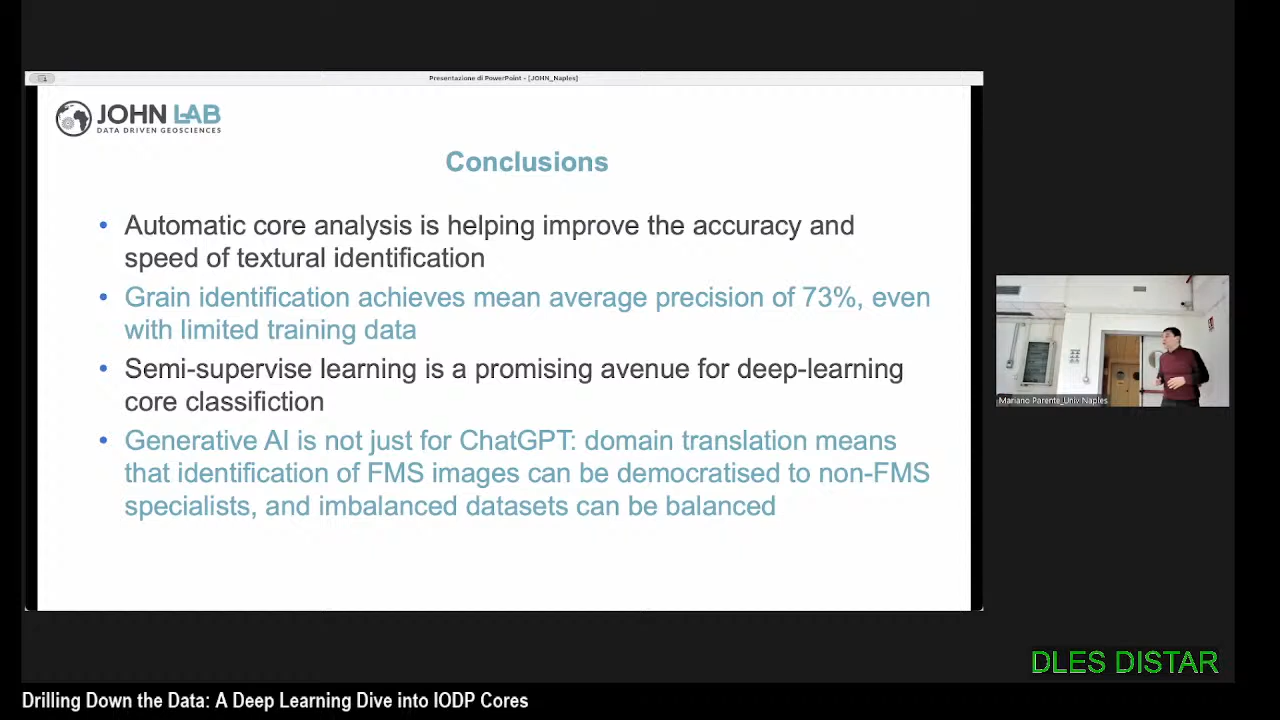 Presentazione di PowerPoint - [JOHN_Naples]
JOHN LAB
DATA DRIVEN GEOSCIENCES
Conclusions
• Automatic core analysis is helping improve the accuracy and
speed of textural identification
• Grain identification achieves mean average precision of 73%, even
with limited training data
• Semi-supervise learning is a promising avenue for deep-learning
core classifiction
• Generative AI is not just for ChatGPT: domain translation means
that identification of FMS images can be democratised to non-FMS
specialists, and imbalanced datasets can be balanced
Mariano Parente_Univ Naples
DLES DISTAR
Drilling Down the Data: A Deep Learning Dive into IODP Cores